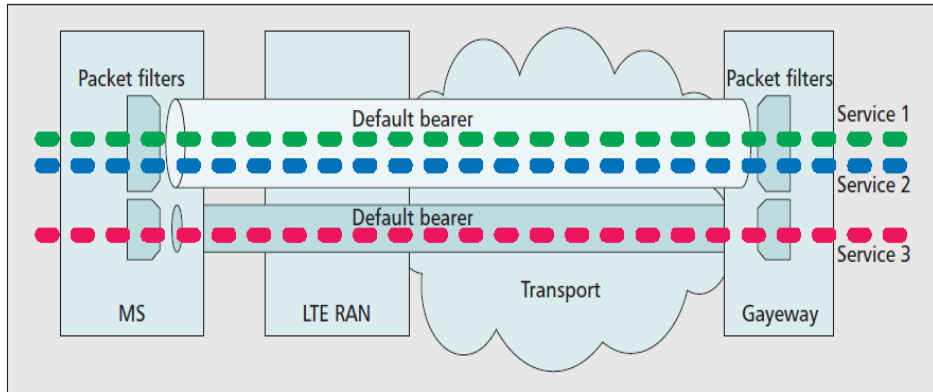 Packet filters
Packet filters
Default bearer
Service 1
Service 2
Default bearer
Service 3
Transport
MS
LTE RAN
Gayeway